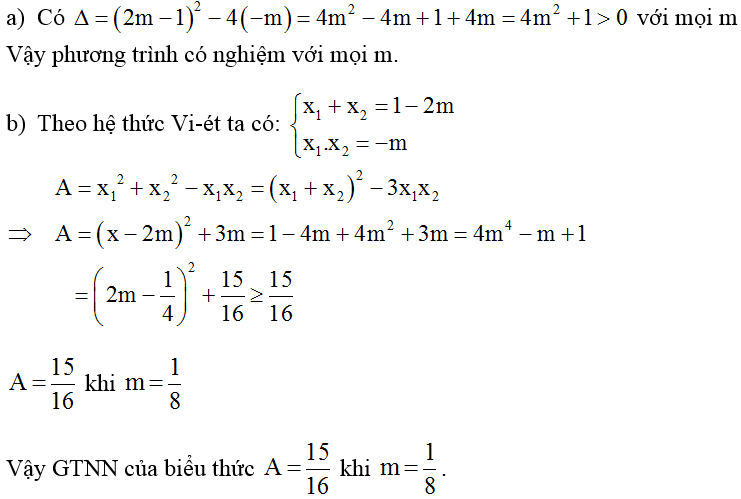 a) Có Δ = (2m − 1)² − 4(−m) = 4m² − 4m + 1 + 4m = 4m² + 1 > 0 với mọi m
Vậy phương trình có nghiệm với mọi m.
b) Theo hệ thức Vi-ét ta có: { x₁ + x₂ = 1 − 2m
x₁.x₂ = −m
A = x₁² + x₂² − x₁x₂ = (x₁ + x₂)² − 3x₁x₂
⇒ A = (x − 2m)² + 3m = 1 − 4m + 4m² + 3m = 4m⁴ − m + 1
= (2m − 1/4)² + 15/16 ≥ 15/16
A = 15/16 khi m = 1/8
Vậy GTNN của biểu thức A = 15/16 khi m = 1/8.